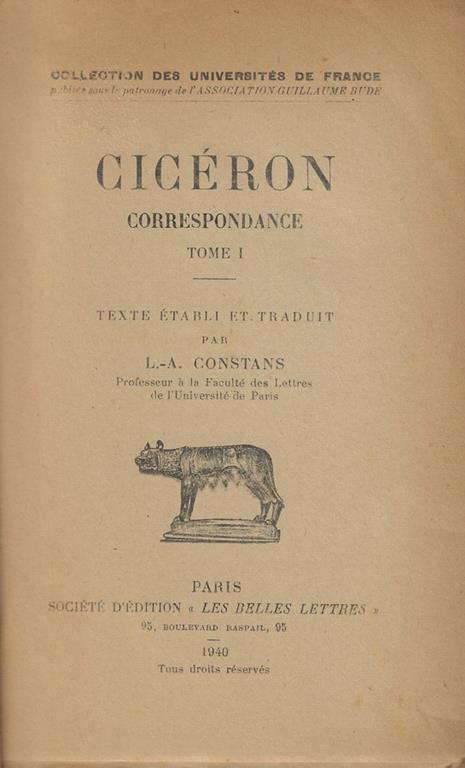 COLLECTION DES UNIVERSITÉS DE FRANCE
publiée sous le patronage de l'ASSOCIATION GUILLAUME BUDÉ
CICÉRON
CORRESPONDANCE
TOME I
TEXTE ÉTABLI ET TRADUIT
PAR
L.-A. CONSTANS
Professeur à la Faculté des Lettres
de l'Université de Paris
PARIS
SOCIÉTÉ D'ÉDITION « LES BELLES LETTRES »
95, BOULEVARD RASPAIL, 95
1940
Tous droits réservés